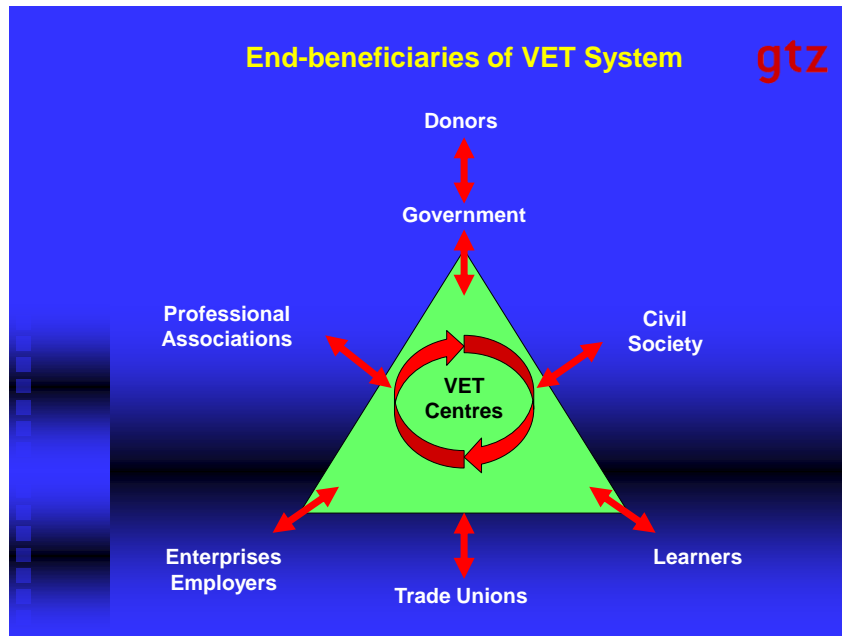 End-beneficiaries of VET System
gtz
Donors
Government
Professional
Associations
Civil
Society
VET
Centres
Enterprises
Employers
Learners
Trade Unions